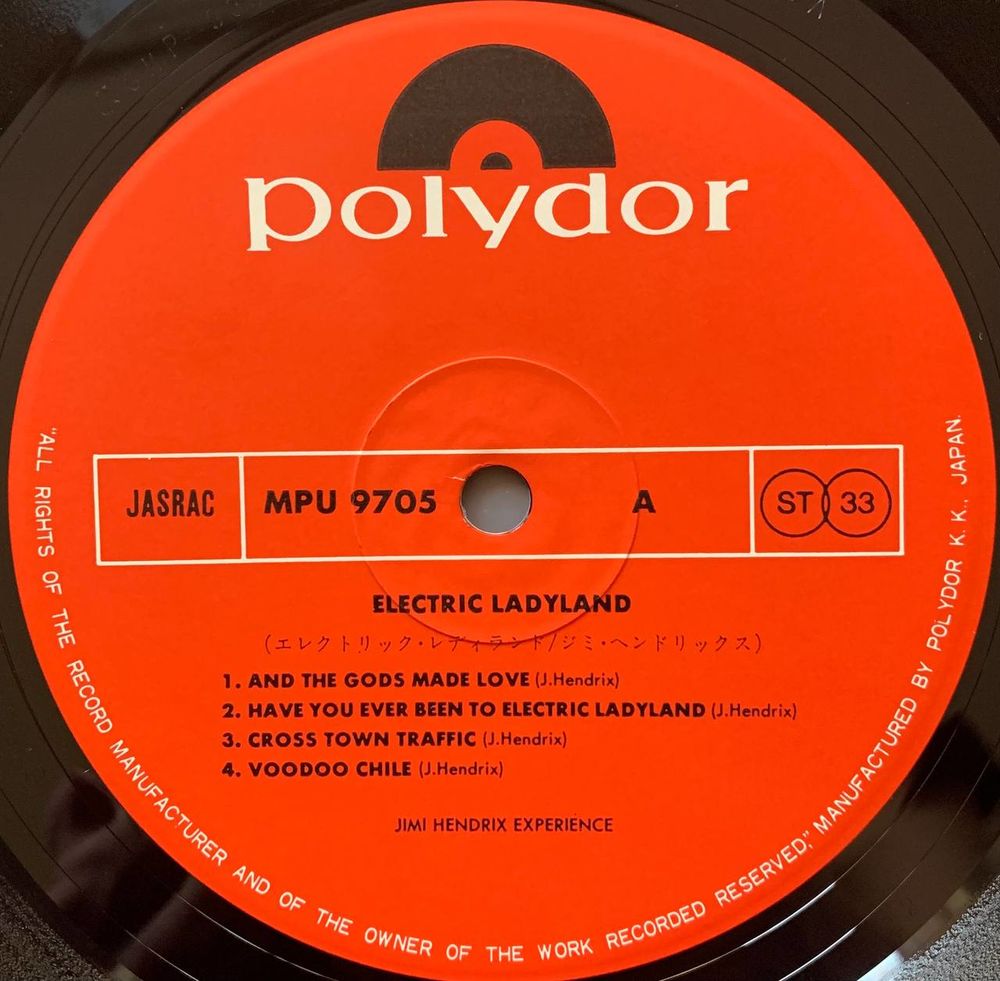 polydor
JASRAC
MPU 9705
A
ST 33
ELECTRIC LADYLAND
(エレクトリック・レディランド/ジミ・ヘンドリックス)
1. AND THE GODS MADE LOVE (J.Hendrix)
2. HAVE YOU EVER BEEN TO ELECTRIC LADYLAND (J.Hendrix)
3. CROSS TOWN TRAFFIC (J.Hendrix)
4. VOODOO CHILE (J.Hendrix)
JIMI HENDRIX EXPERIENCE
"ALL RIGHTS OF THE RECORD MANUFACTURER AND OF THE OWNER OF THE WORK RECORDED RESERVED," MANUFACTURED BY POLYDOR K.K., JAPAN.